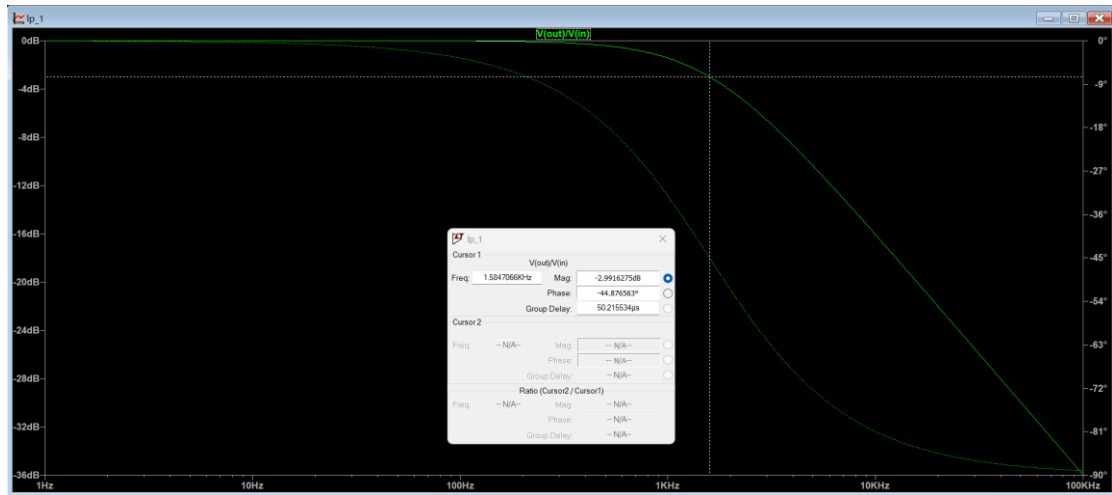 lp_1
V(out)/V(in)
0dB
0°
-4dB
-9°
-8dB
-18°
-27°
-12dB
-36°
-16dB
-45°
-20dB
-54°
-24dB
-63°
-28dB
-72°
-32dB
-81°
-36dB
-90°
1Hz 10Hz 100Hz 1KHz 10KHz 100KHz
lp_1
Cursor 1
V(out)/V(in)
Freq: 1.5847066KHz Mag: -2.9916275dB
Phase: -44.876563°
Group Delay: 50.215534µs
Cursor 2
Freq: -- N/A-- Mag: -- N/A--
Phase: -- N/A--
Group Delay: -- N/A--
Ratio (Cursor2 / Cursor1)
Freq: -- N/A-- Mag: -- N/A--
Phase: -- N/A--
Group Delay: -- N/A--